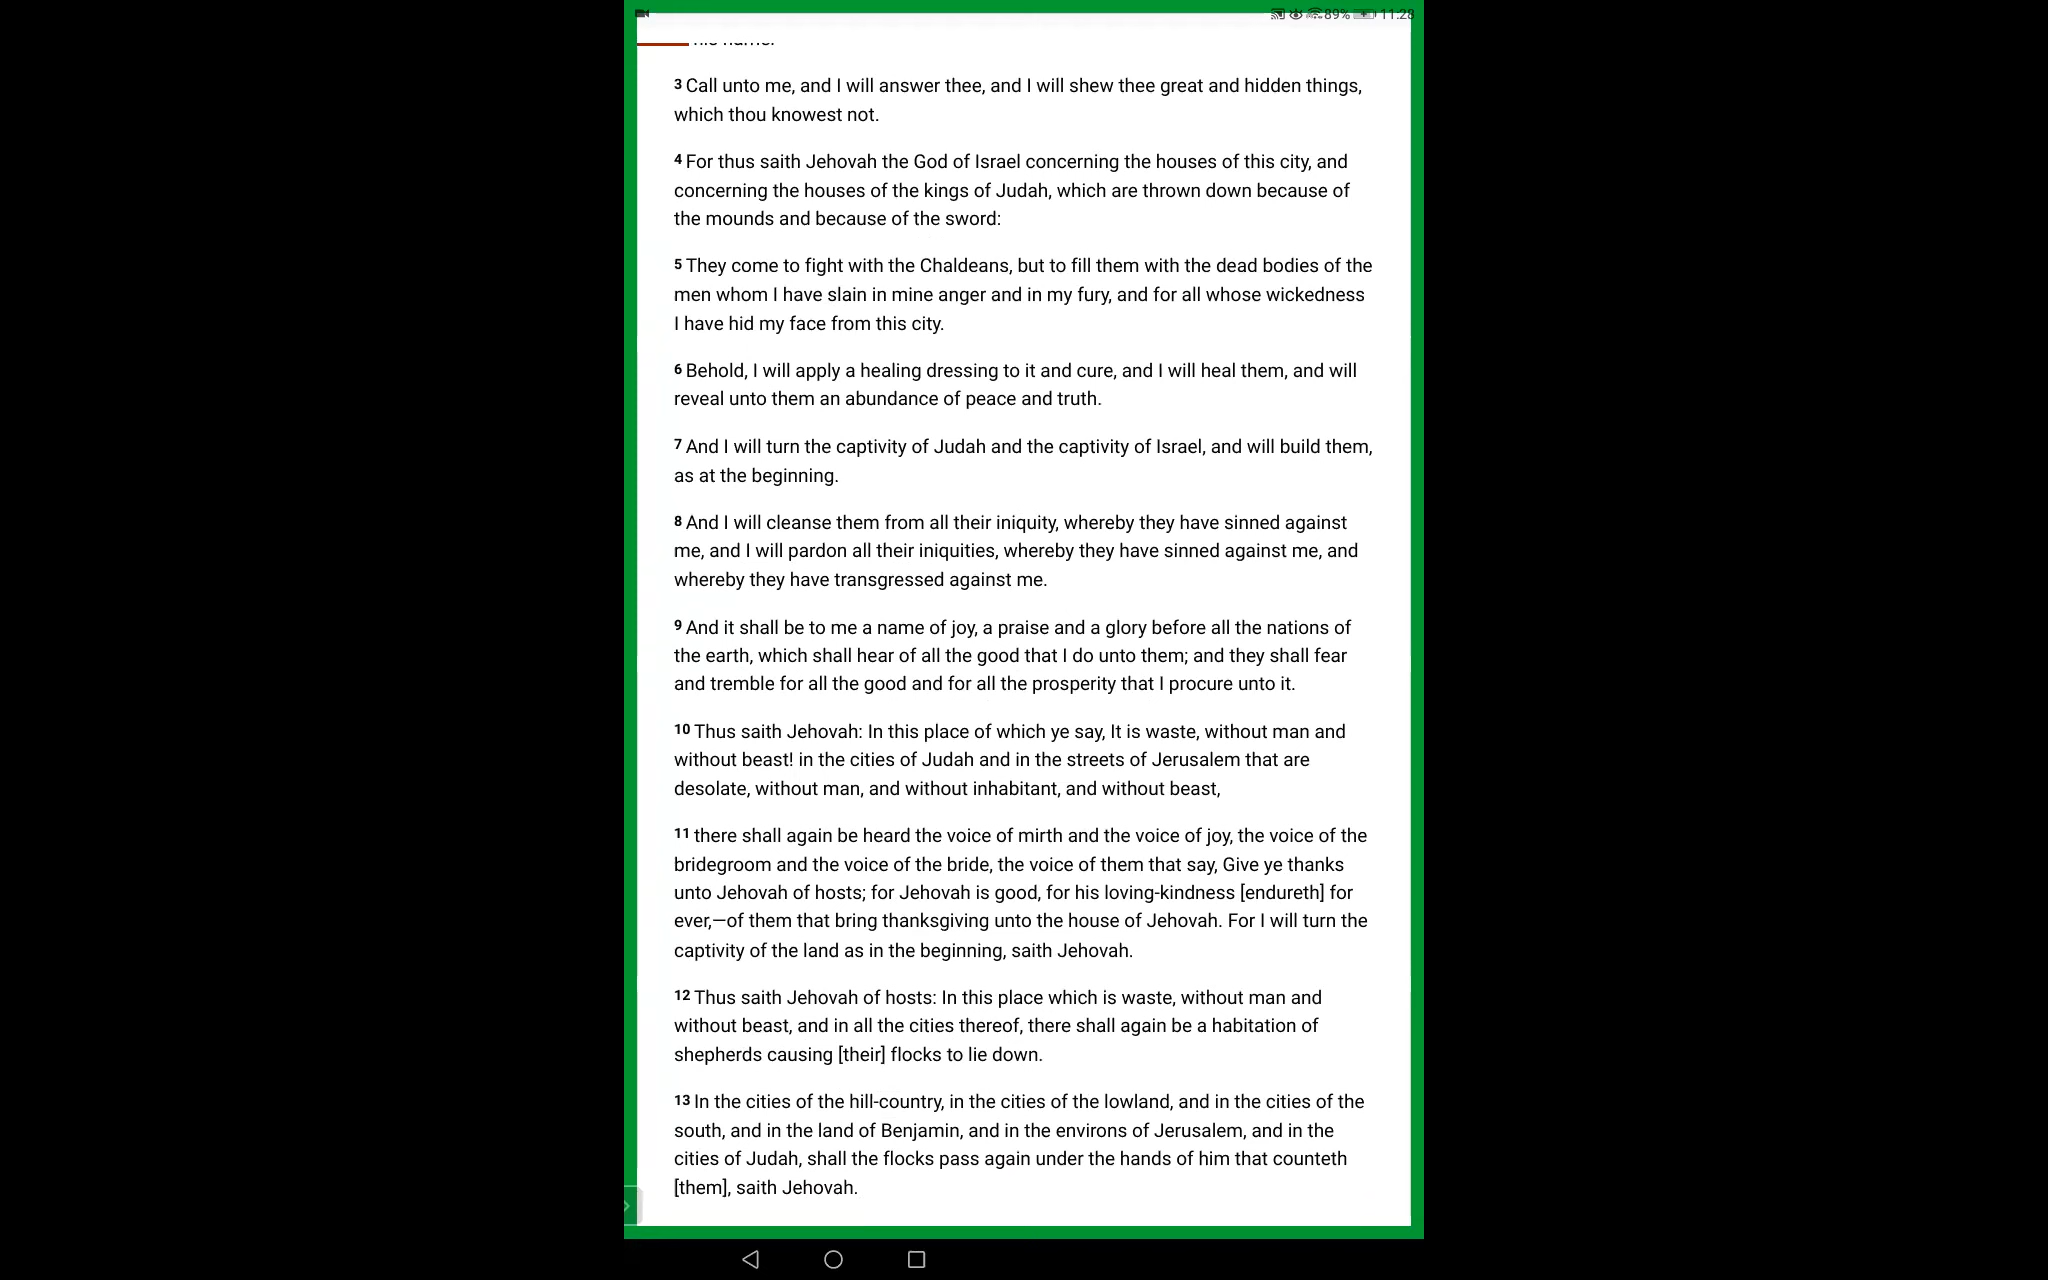 89% 11:28
3 Call unto me, and I will answer thee, and I will shew thee great and hidden things,
which thou knowest not.
4 For thus saith Jehovah the God of Israel concerning the houses of this city, and
concerning the houses of the kings of Judah, which are thrown down because of
the mounds and because of the sword:
5 They come to fight with the Chaldeans, but to fill them with the dead bodies of the
men whom I have slain in mine anger and in my fury, and for all whose wickedness
I have hid my face from this city.
6 Behold, I will apply a healing dressing to it and cure, and I will heal them, and will
reveal unto them an abundance of peace and truth.
7 And I will turn the captivity of Judah and the captivity of Israel, and will build them,
as at the beginning.
8 And I will cleanse them from all their iniquity, whereby they have sinned against
me, and I will pardon all their iniquities, whereby they have sinned against me, and
whereby they have transgressed against me.
9 And it shall be to me a name of joy, a praise and a glory before all the nations of
the earth, which shall hear of all the good that I do unto them; and they shall fear
and tremble for all the good and for all the prosperity that I procure unto it.
10 Thus saith Jehovah: In this place of which ye say, It is waste, without man and
without beast! in the cities of Judah and in the streets of Jerusalem that are
desolate, without man, and without inhabitant, and without beast,
11 there shall again be heard the voice of mirth and the voice of joy, the voice of the
bridegroom and the voice of the bride, the voice of them that say, Give ye thanks
unto Jehovah of hosts; for Jehovah is good, for his loving-kindness [endureth] for
ever,—of them that bring thanksgiving unto the house of Jehovah. For I will turn the
captivity of the land as in the beginning, saith Jehovah.
12 Thus saith Jehovah of hosts: In this place which is waste, without man and
without beast, and in all the cities thereof, there shall again be a habitation of
shepherds causing [their] flocks to lie down.
13 In the cities of the hill-country, in the cities of the lowland, and in the cities of the
south, and in the land of Benjamin, and in the environs of Jerusalem, and in the
cities of Judah, shall the flocks pass again under the hands of him that counteth
[them], saith Jehovah.